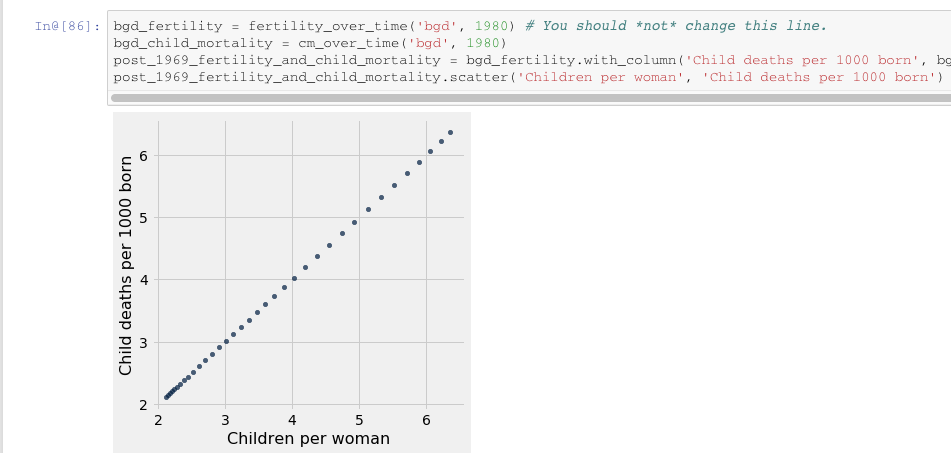 In@[86]: bgd_fertility = fertility_over_time('bgd', 1980) # You should *not* change this line.
bgd_child_mortality = cm_over_time('bgd', 1980)
post_1969_fertility_and_child_mortality = bgd_fertility.with_column('Child deaths per 1000 born', bg
post_1969_fertility_and_child_mortality.scatter('Children per woman', 'Child deaths per 1000 born')
Child deaths per 1000 born
6
5
4
3
2
2 3 4 5 6
Children per woman